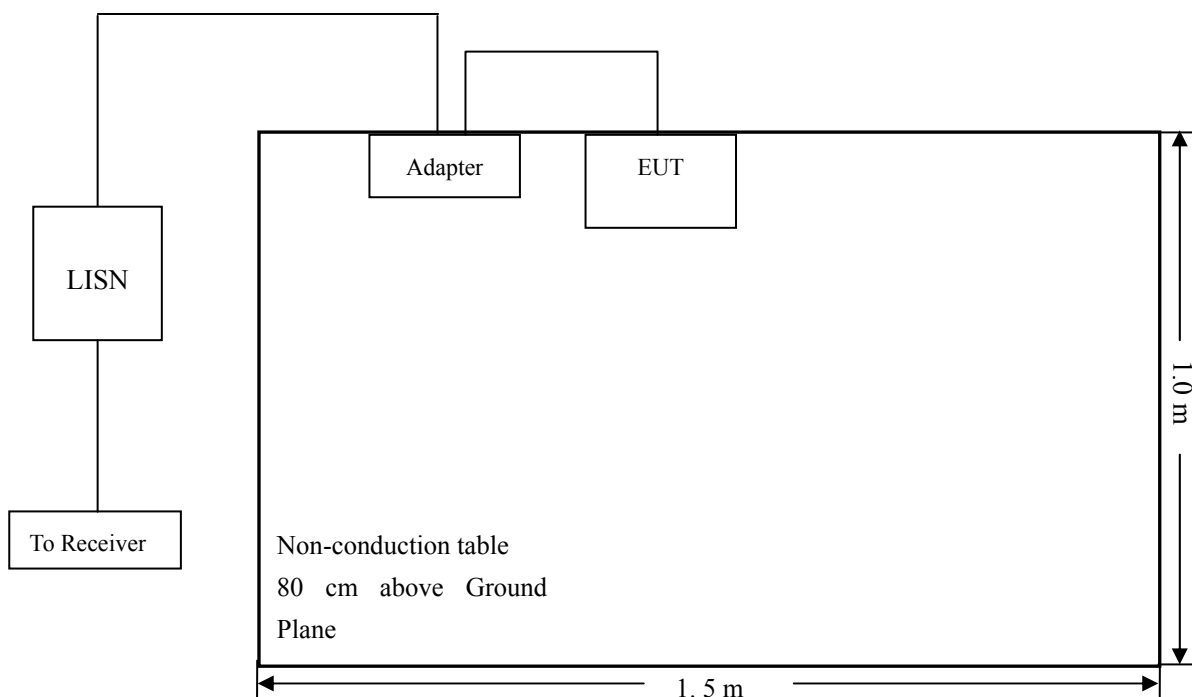 Adapter
EUT
LISN
1.0 m
To Receiver
Non-conduction table
80 cm above Ground
Plane
1. 5 m